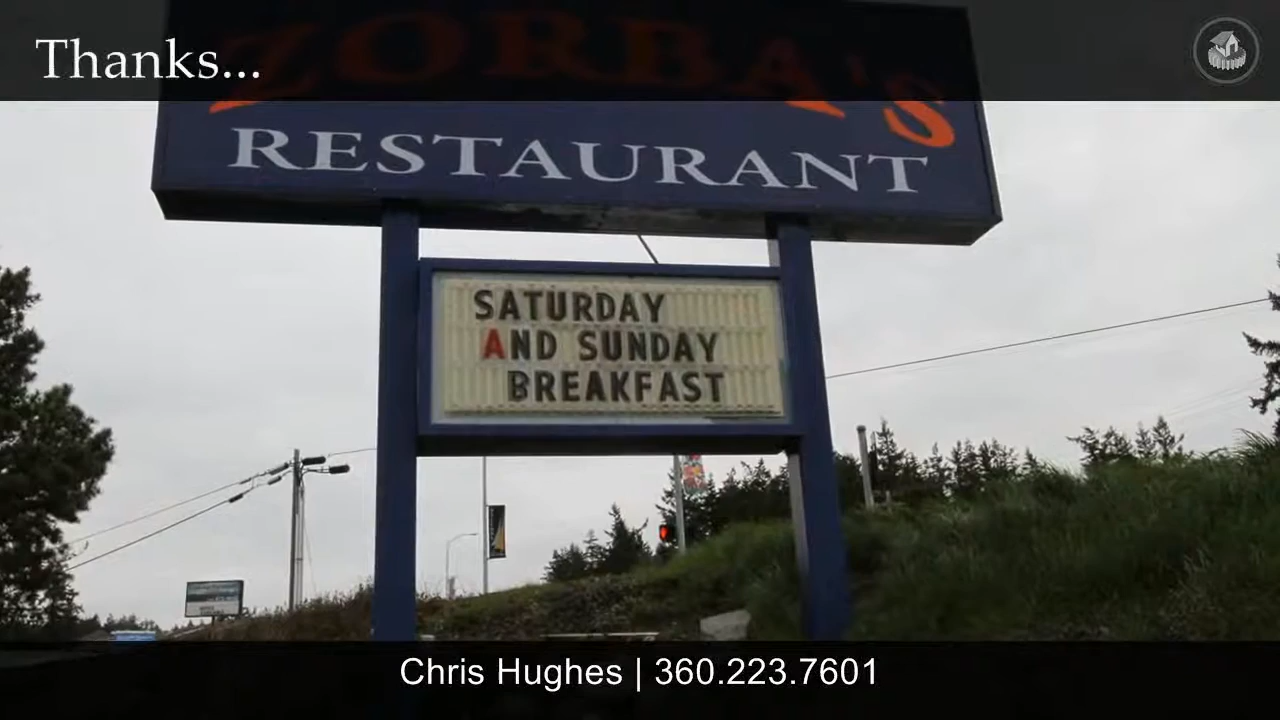 Thanks...
ZORBA'S
RESTAURANT
SATURDAY
AND SUNDAY
BREAKFAST
Chris Hughes | 360.223.7601